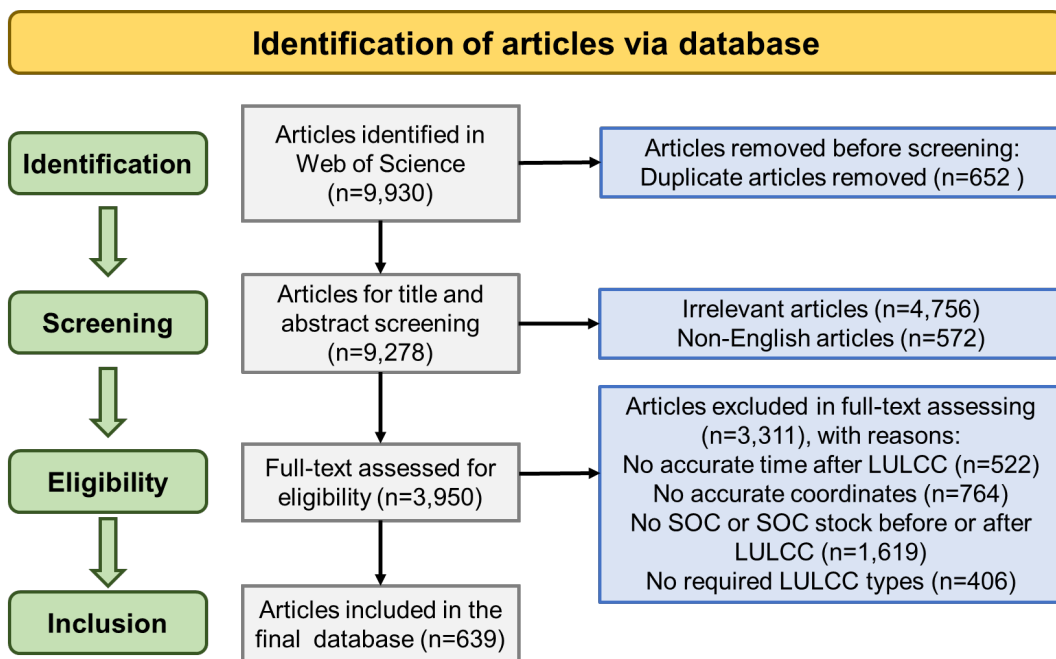 Identification of articles via database
Identification
Articles identified in
Web of Science
(n=9,930)
Articles removed before screening:
Duplicate articles removed (n=652 )
Screening
Articles for title and
abstract screening
(n=9,278)
Irrelevant articles (n=4,756)
Non-English articles (n=572)
Eligibility
Full-text assessed for
eligibility (n=3,950)
Articles excluded in full-text assessing
(n=3,311), with reasons:
No accurate time after LULCC (n=522)
No accurate coordinates (n=764)
No SOC or SOC stock before or after
LULCC (n=1,619)
No required LULCC types (n=406)
Inclusion
Articles included in the
final database (n=639)